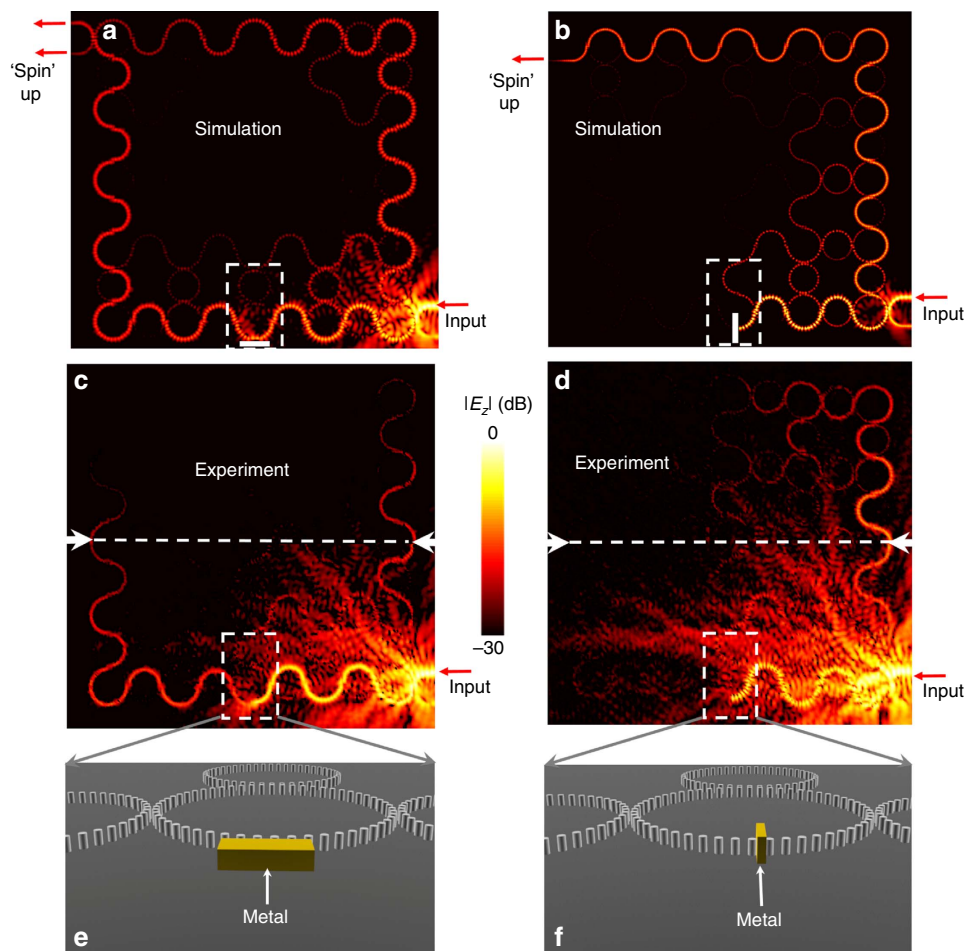 a
b
'Spin'
up
Simulation
'Spin'
up
Simulation
Input
Input
c
d
|Ez| (dB)
0
Experiment
Experiment
–30
Input
Input
Metal
Metal
e
f